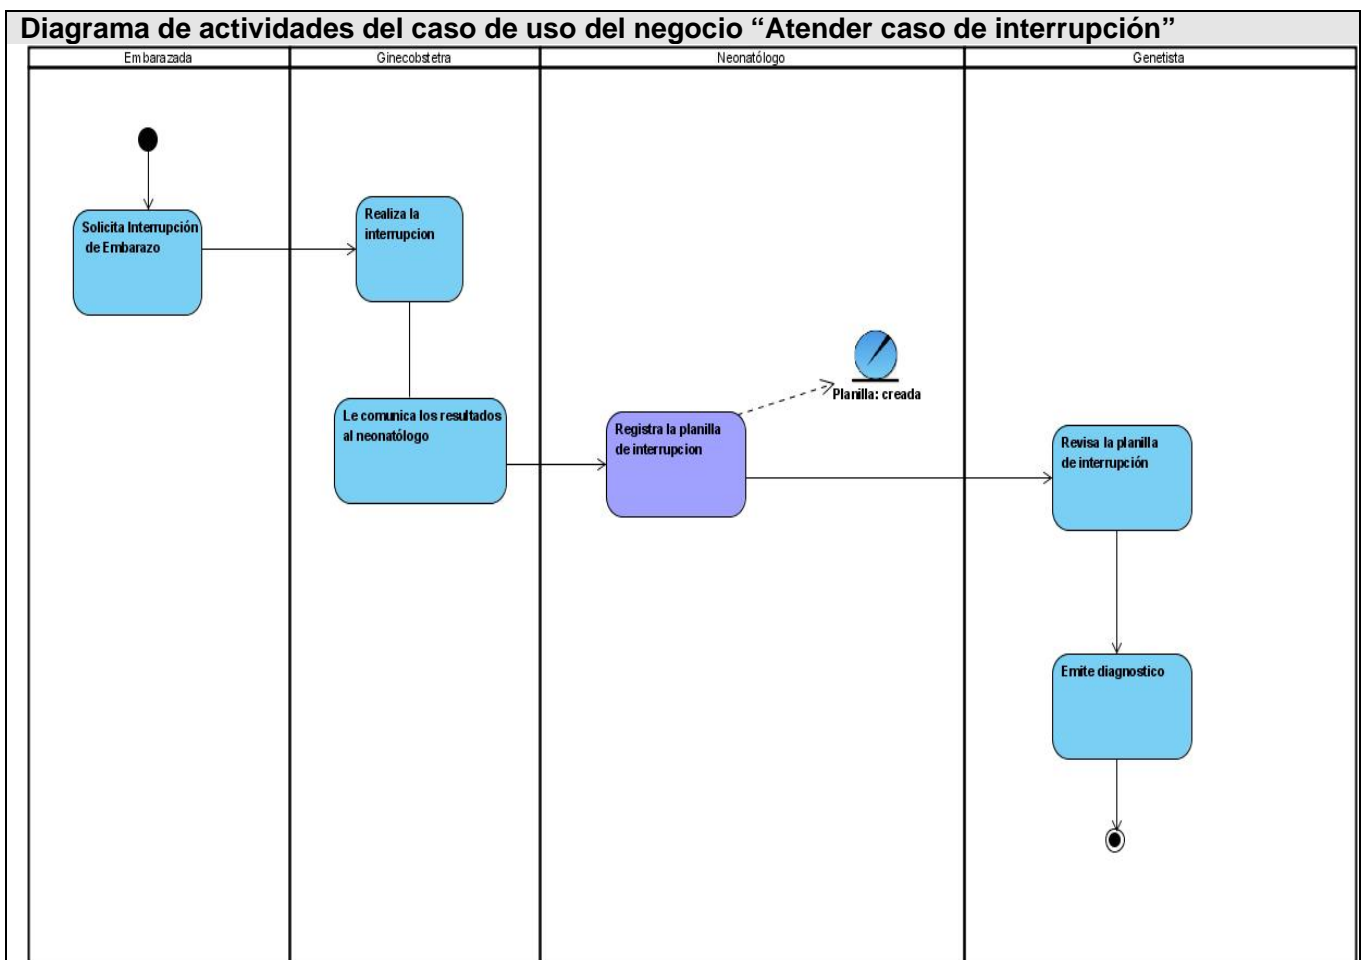 Diagrama de actividades del caso de uso del negocio “Atender caso de interrupción”
Embarazada
Ginecobstetra
Neonatólogo
Genetista
Solicita Interrupción
de Embarazo
Realiza la
interrupcion
Le comunica los resultados
al neonatólogo
Registra la planilla
de interrupcion
Planilla: creada
Revisa la planilla
de interrupción
Emite diagnostico